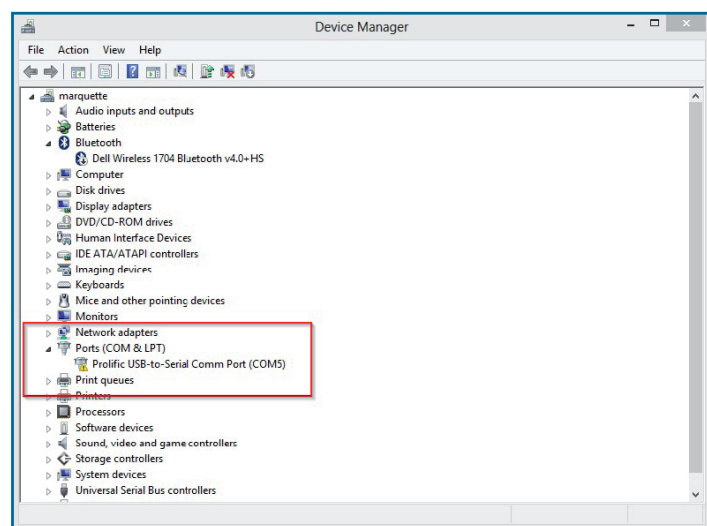 Device Manager
File Action View Help
marquette
Audio inputs and outputs
Batteries
Bluetooth
Dell Wireless 1704 Bluetooth v4.0+HS
Computer
Disk drives
Display adapters
DVD/CD-ROM drives
Human Interface Devices
IDE ATA/ATAPI controllers
Imaging devices
Keyboards
Mice and other pointing devices
Monitors
Network adapters
Ports (COM & LPT)
Prolific USB-to-Serial Comm Port (COM5)
Print queues
Printers
Processors
Software devices
Sound, video and game controllers
Storage controllers
System devices
Universal Serial Bus controllers